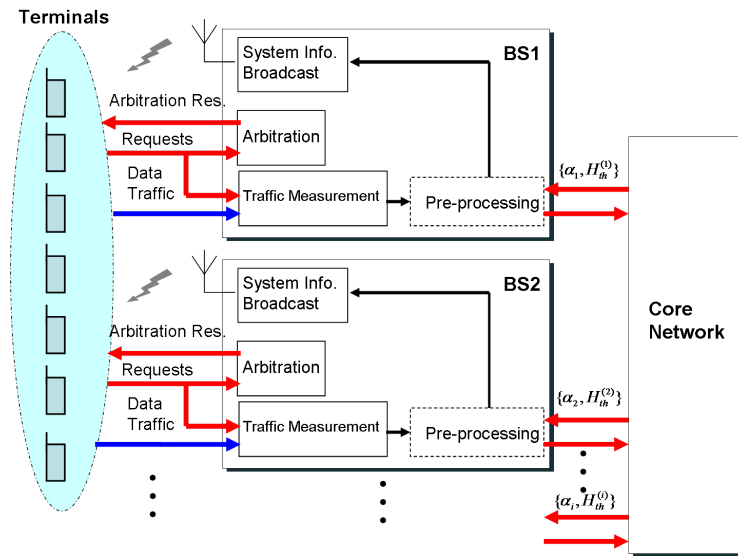 Terminals
System Info.
Broadcast
BS1
Arbitration Res.
Arbitration
Requests
Data
Traffic
Traffic Measurement
Pre-processing
{α₁, H_th^(1)}
System Info.
Broadcast
BS2
Core
Network
Arbitration Res.
Arbitration
Requests
Data
Traffic
Traffic Measurement
Pre-processing
{α₂, H_th^(2)}
{α_i, H_th^(i)}